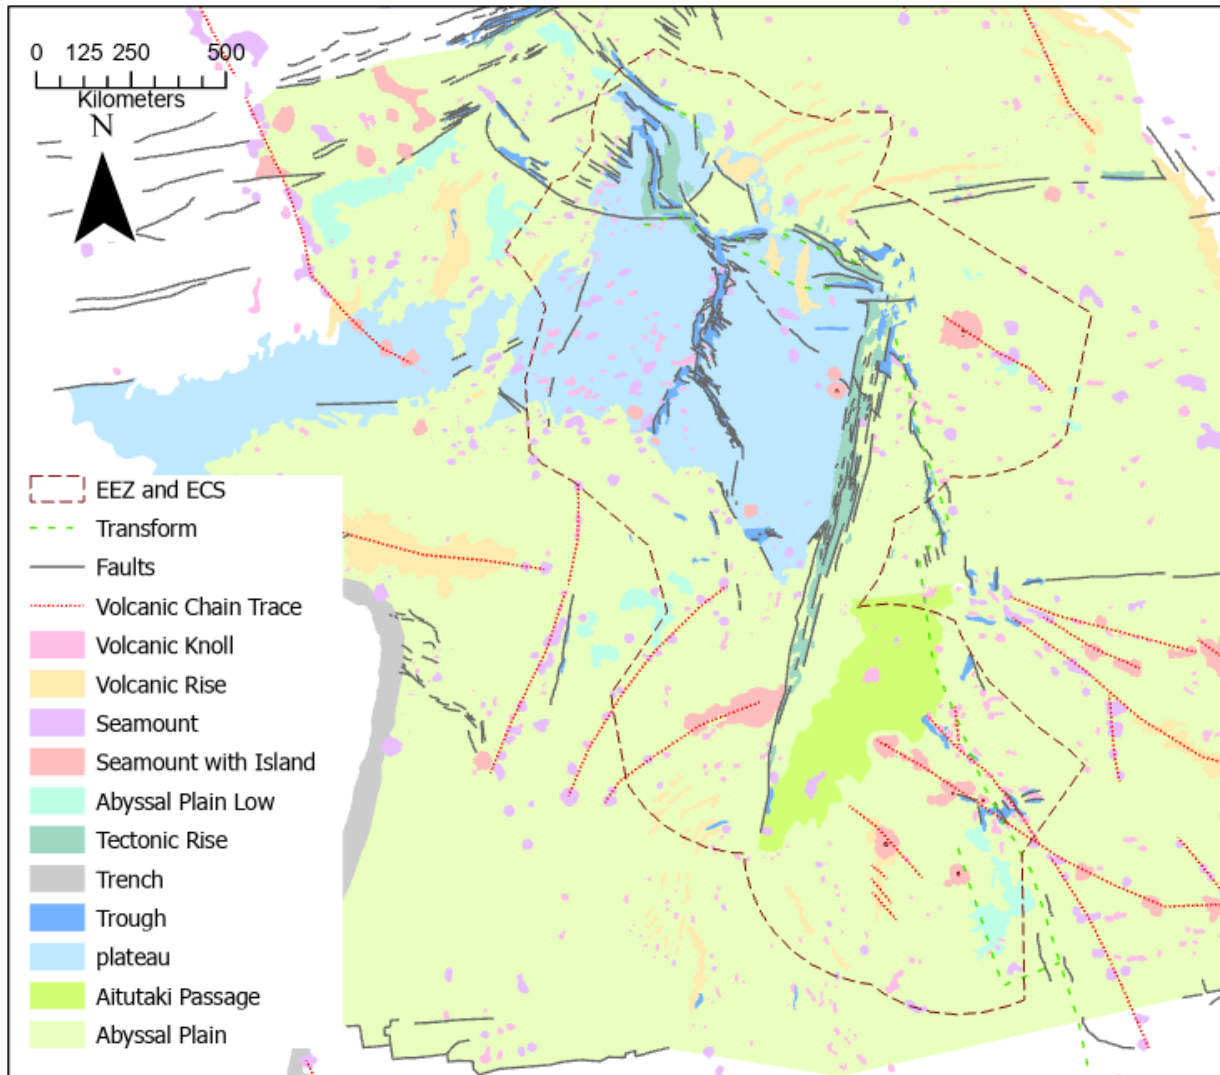 0 125 250 500
Kilometers
N
EEZ and ECS
Transform
Faults
Volcanic Chain Trace
Volcanic Knoll
Volcanic Rise
Seamount
Seamount with Island
Abyssal Plain Low
Tectonic Rise
Trench
Trough
plateau
Aitutaki Passage
Abyssal Plain